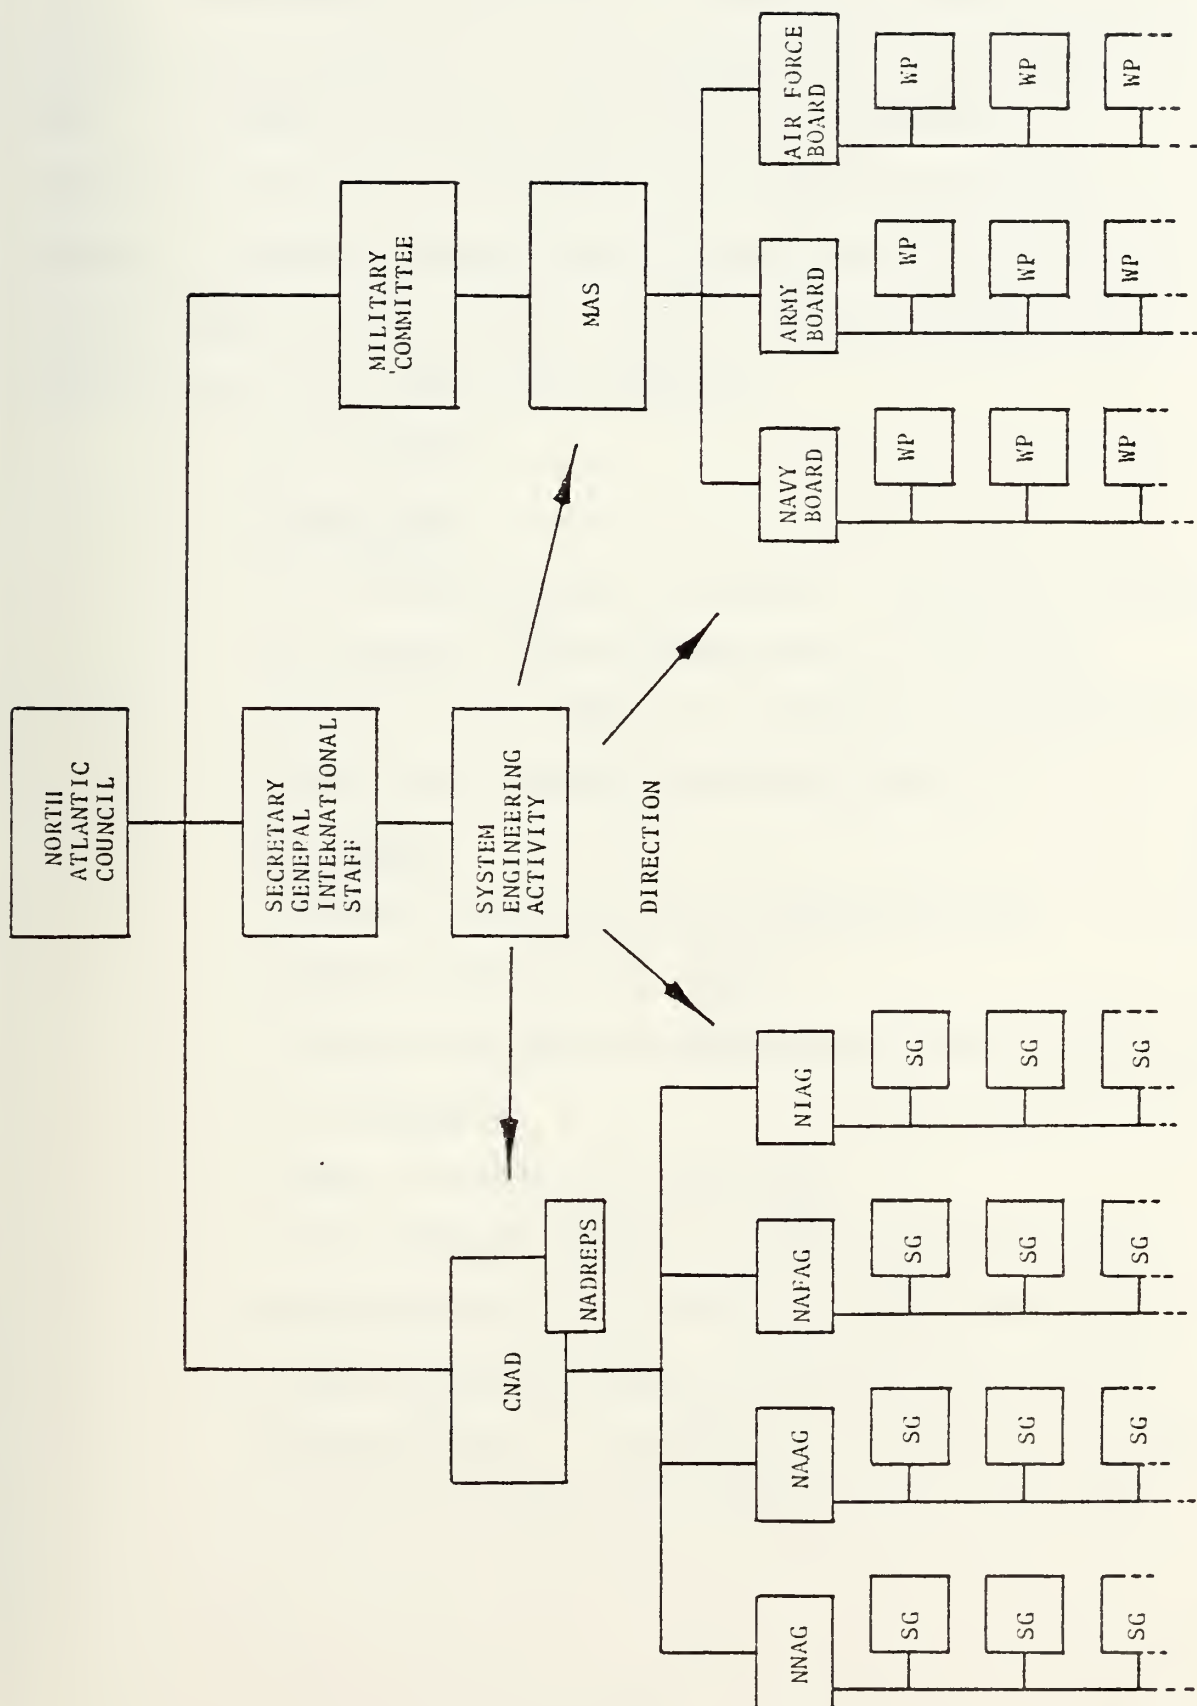 NORTH
ATLANTIC
COUNCIL
SECRETARY
GENEPAL
INTERNATIONAL
STAFF
MILITARY
'COMMITTEE
SYSTEM
ENGINEERING
ACTIVITY
CNAD
NADREPS
MAS
DIRECTION
NNAG
NAAG
NAFAG
NIAG
NAVY
BOARD
ARMY
BOARD
AIR FORCE
BOARD
SG
SG
SG
SG
WP
WP
WP
SG
SG
SG
SG
WP
WP
WP
SG
SG
SG
SG
WP
WP
WP